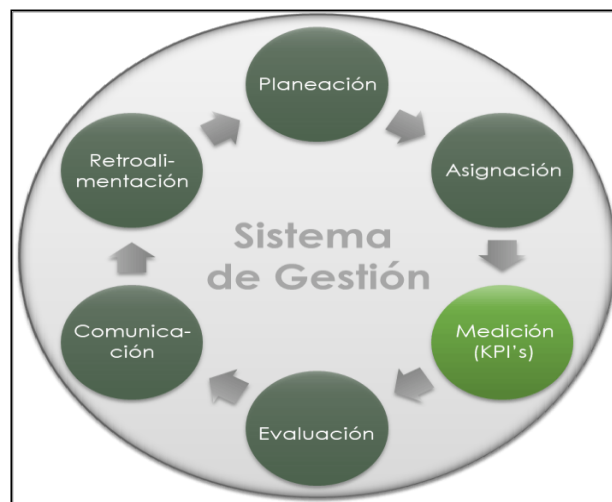 Planeación
Asignación
Medición
(KPI's)
Evaluación
Comunica-
ción
Retroali-
mentación
Sistema
de Gestión